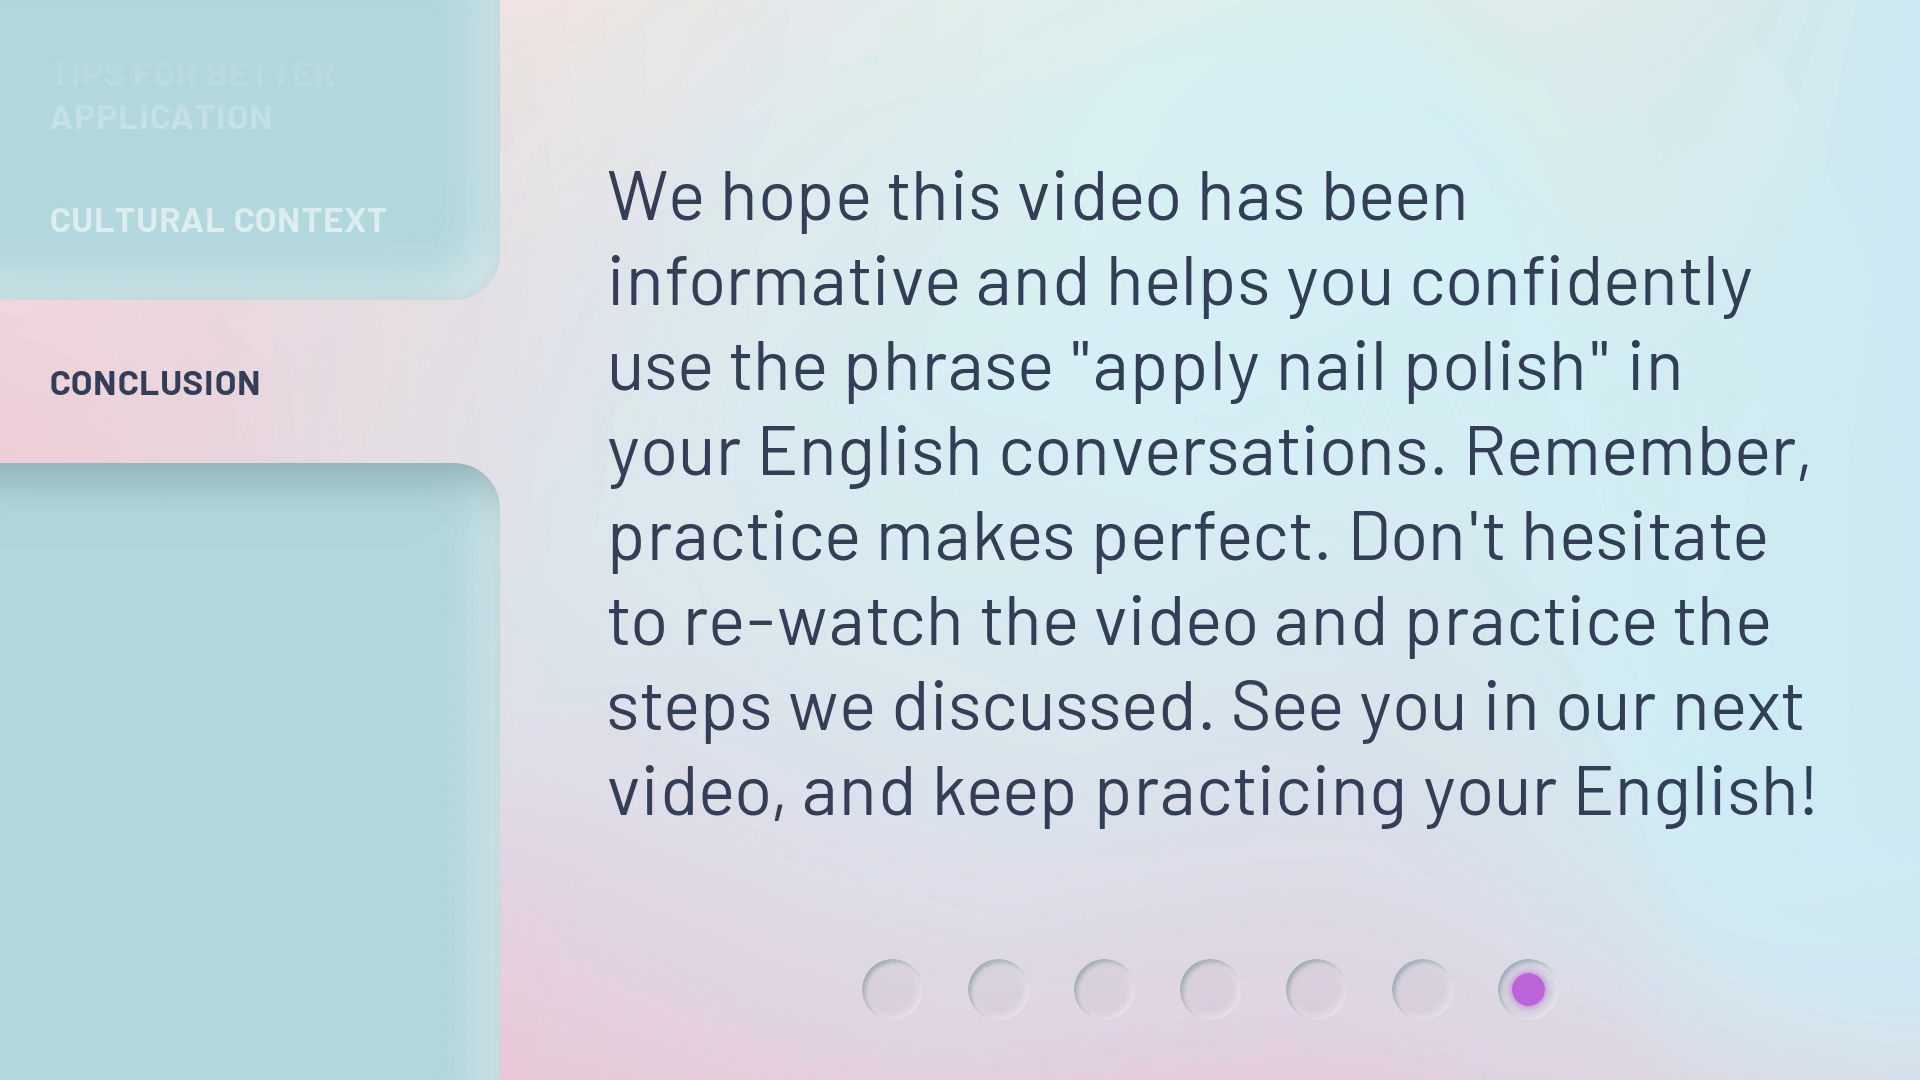 TIPS FOR BETTER
APPLICATION
CULTURAL CONTEXT
CONCLUSION
We hope this video has been
informative and helps you confidently
use the phrase "apply nail polish" in
your English conversations. Remember,
practice makes perfect. Don't hesitate
to re-watch the video and practice the
steps we discussed. See you in our next
video, and keep practicing your English!